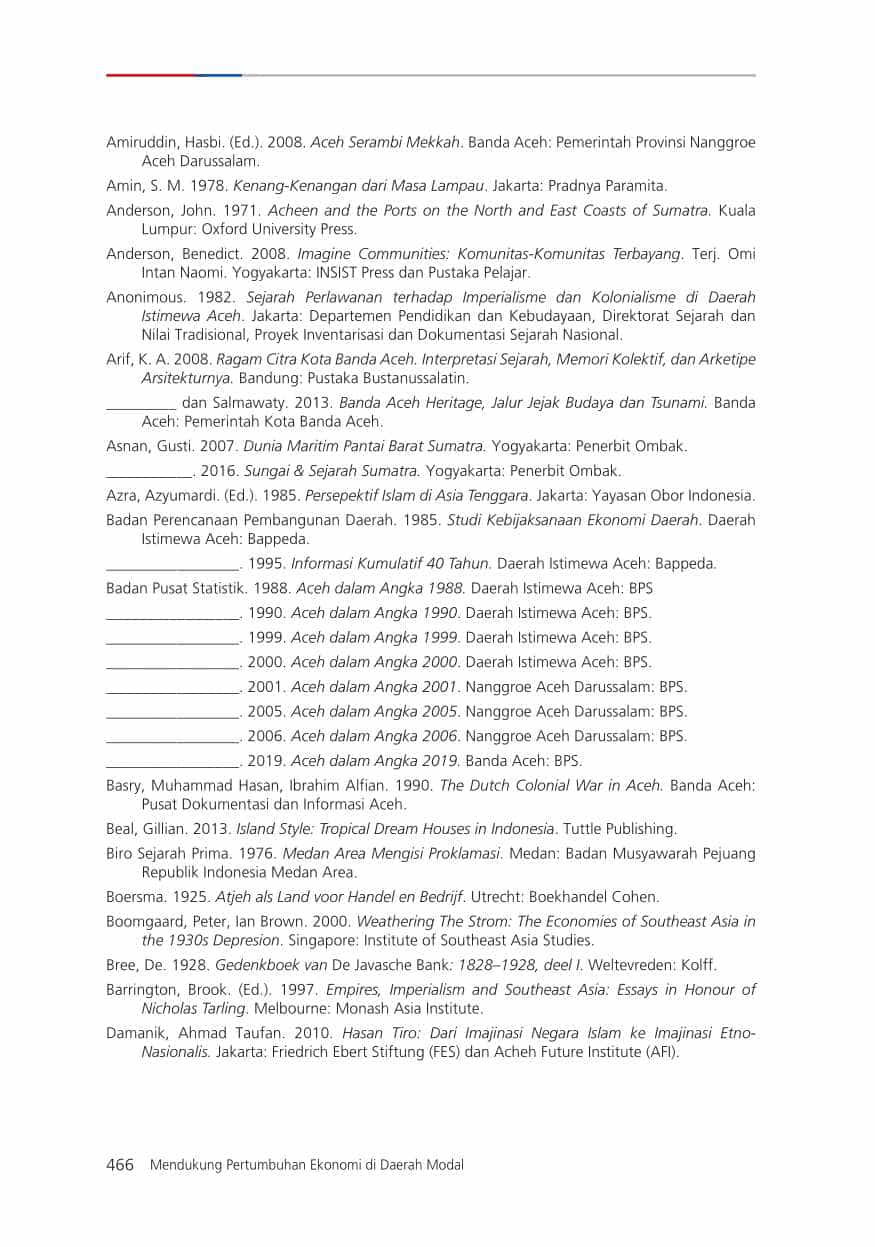 Amiruddin, Hasbi. (Ed.). 2008. Aceh Serambi Mekkah. Banda Aceh: Pemerintah Provinsi Nanggroe
Aceh Darussalam.
Amin, S. M. 1978. Kenang-Kenangan dari Masa Lampau. Jakarta: Pradnya Paramita.
Anderson, John. 1971. Acheen and the Ports on the North and East Coasts of Sumatra. Kuala
Lumpur: Oxford University Press.
Anderson, Benedict. 2008. Imagine Communities: Komunitas-Komunitas Terbayang. Terj. Omi
Intan Naomi. Yogyakarta: INSIST Press dan Pustaka Pelajar.
Anonimous. 1982. Sejarah Perlawanan terhadap Imperialisme dan Kolonialisme di Daerah
Istimewa Aceh. Jakarta: Departemen Pendidikan dan Kebudayaan, Direktorat Sejarah dan
Nilai Tradisional, Proyek Inventarisasi dan Dokumentasi Sejarah Nasional.
Arif, K. A. 2008. Ragam Citra Kota Banda Aceh. Interpretasi Sejarah, Memori Kolektif, dan Arketipe
Arsitekturnya. Bandung: Pustaka Bustanussalatin.
_________ dan Salmawaty. 2013. Banda Aceh Heritage, Jalur Jejak Budaya dan Tsunami. Banda
Aceh: Pemerintah Kota Banda Aceh.
Asnan, Gusti. 2007. Dunia Maritim Pantai Barat Sumatra. Yogyakarta: Penerbit Ombak.
___________. 2016. Sungai & Sejarah Sumatra. Yogyakarta: Penerbit Ombak.
Azra, Azyumardi. (Ed.). 1985. Persepektif Islam di Asia Tenggara. Jakarta: Yayasan Obor Indonesia.
Badan Perencanaan Pembangunan Daerah. 1985. Studi Kebijaksanaan Ekonomi Daerah. Daerah
Istimewa Aceh: Bappeda.
_________________. 1995. Informasi Kumulatif 40 Tahun. Daerah Istimewa Aceh: Bappeda.
Badan Pusat Statistik. 1988. Aceh dalam Angka 1988. Daerah Istimewa Aceh: BPS
_________________. 1990. Aceh dalam Angka 1990. Daerah Istimewa Aceh: BPS.
_________________. 1999. Aceh dalam Angka 1999. Daerah Istimewa Aceh: BPS.
_________________. 2000. Aceh dalam Angka 2000. Daerah Istimewa Aceh: BPS.
_________________. 2001. Aceh dalam Angka 2001. Nanggroe Aceh Darussalam: BPS.
_________________. 2005. Aceh dalam Angka 2005. Nanggroe Aceh Darussalam: BPS.
_________________. 2006. Aceh dalam Angka 2006. Nanggroe Aceh Darussalam: BPS.
_________________. 2019. Aceh dalam Angka 2019. Banda Aceh: BPS.
Basry, Muhammad Hasan, Ibrahim Alfian. 1990. The Dutch Colonial War in Aceh. Banda Aceh:
Pusat Dokumentasi dan Informasi Aceh.
Beal, Gillian. 2013. Island Style: Tropical Dream Houses in Indonesia. Tuttle Publishing.
Biro Sejarah Prima. 1976. Medan Area Mengisi Proklamasi. Medan: Badan Musyawarah Pejuang
Republik Indonesia Medan Area.
Boersma. 1925. Atjeh als Land voor Handel en Bedrijf. Utrecht: Boekhandel Cohen.
Boomgaard, Peter, Ian Brown. 2000. Weathering The Strom: The Economies of Southeast Asia in
the 1930s Depresion. Singapore: Institute of Southeast Asia Studies.
Bree, De. 1928. Gedenkboek van De Javasche Bank: 1828–1928, deel I. Weltevreden: Kolff.
Barrington, Brook. (Ed.). 1997. Empires, Imperialism and Southeast Asia: Essays in Honour of
Nicholas Tarling. Melbourne: Monash Asia Institute.
Damanik, Ahmad Taufan. 2010. Hasan Tiro: Dari Imajinasi Negara Islam ke Imajinasi Etno-
Nasionalis. Jakarta: Friedrich Ebert Stiftung (FES) dan Acheh Future Institute (AFI).
466 Mendukung Pertumbuhan Ekonomi di Daerah Modal